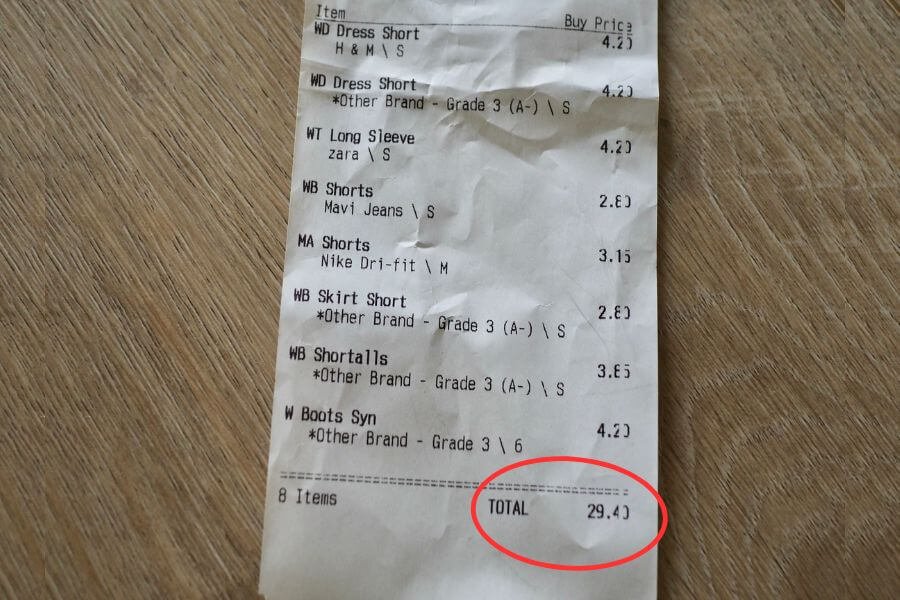 Item Buy Price
WD Dress Short 4.20
H & M \ S
WD Dress Short 4.20
*Other Brand - Grade 3 (A-) \ S
WT Long Sleeve 4.20
zara \ S
WB Shorts 2.80
Mavi Jeans \ S
MA Shorts 3.15
Nike Dri-fit \ M
WB Skirt Short 2.80
*Other Brand - Grade 3 (A-) \ S
WB Shortalls 3.85
*Other Brand - Grade 3 (A-) \ S
W Boots Syn 4.20
*Other Brand - Grade 3 \ 6
8 Items TOTAL 29.40